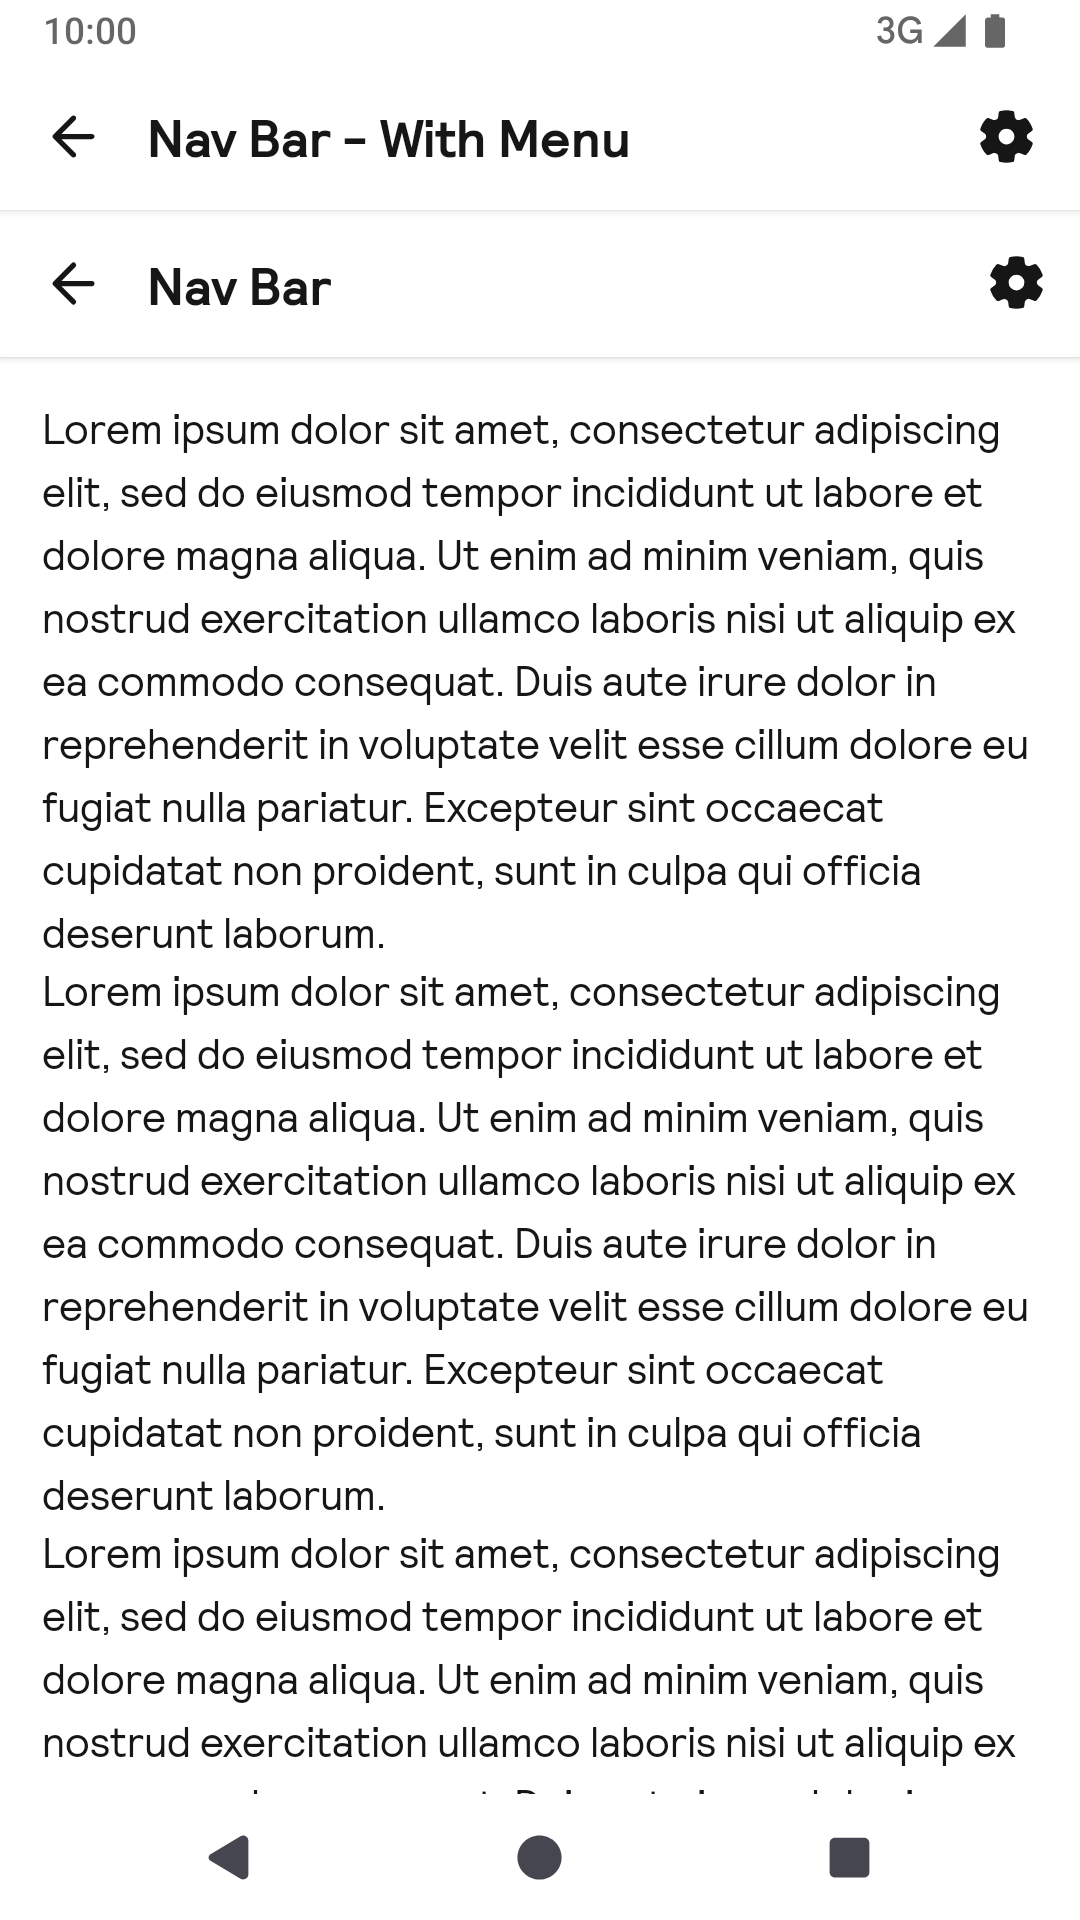 10:00 3G
Nav Bar - With Menu
Nav Bar
Lorem ipsum dolor sit amet, consectetur adipiscing
elit, sed do eiusmod tempor incididunt ut labore et
dolore magna aliqua. Ut enim ad minim veniam, quis
nostrud exercitation ullamco laboris nisi ut aliquip ex
ea commodo consequat. Duis aute irure dolor in
reprehenderit in voluptate velit esse cillum dolore eu
fugiat nulla pariatur. Excepteur sint occaecat
cupidatat non proident, sunt in culpa qui officia
deserunt laborum.
Lorem ipsum dolor sit amet, consectetur adipiscing
elit, sed do eiusmod tempor incididunt ut labore et
dolore magna aliqua. Ut enim ad minim veniam, quis
nostrud exercitation ullamco laboris nisi ut aliquip ex
ea commodo consequat. Duis aute irure dolor in
reprehenderit in voluptate velit esse cillum dolore eu
fugiat nulla pariatur. Excepteur sint occaecat
cupidatat non proident, sunt in culpa qui officia
deserunt laborum.
Lorem ipsum dolor sit amet, consectetur adipiscing
elit, sed do eiusmod tempor incididunt ut labore et
dolore magna aliqua. Ut enim ad minim veniam, quis
nostrud exercitation ullamco laboris nisi ut aliquip ex